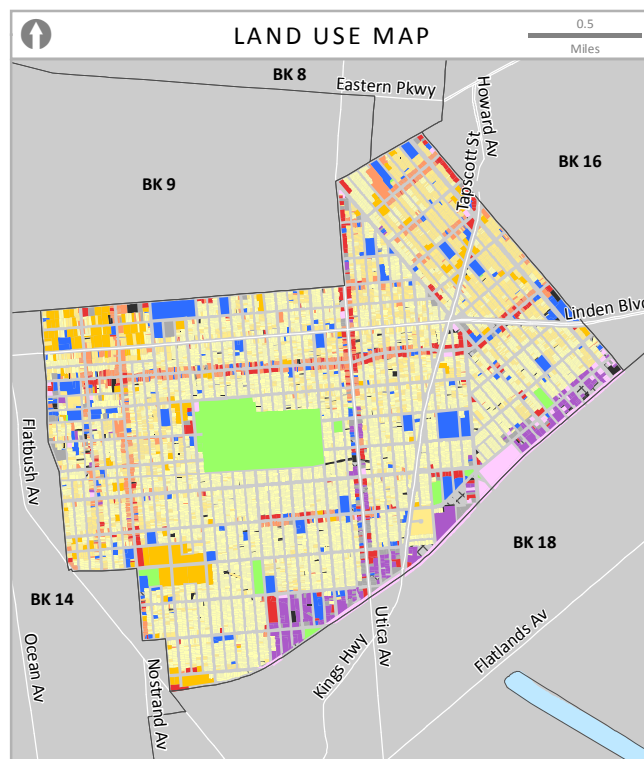 LAND USE MAP
0.5
Miles
BK 8
Eastern Pkwy
Howard Av
BK 16
BK 9
Tapscott St
Linden Blvd
Flatbush Av
BK 18
BK 14
Flatlands Av
Utica Av
Ocean Av
Nostrand Av
Kings Hwy